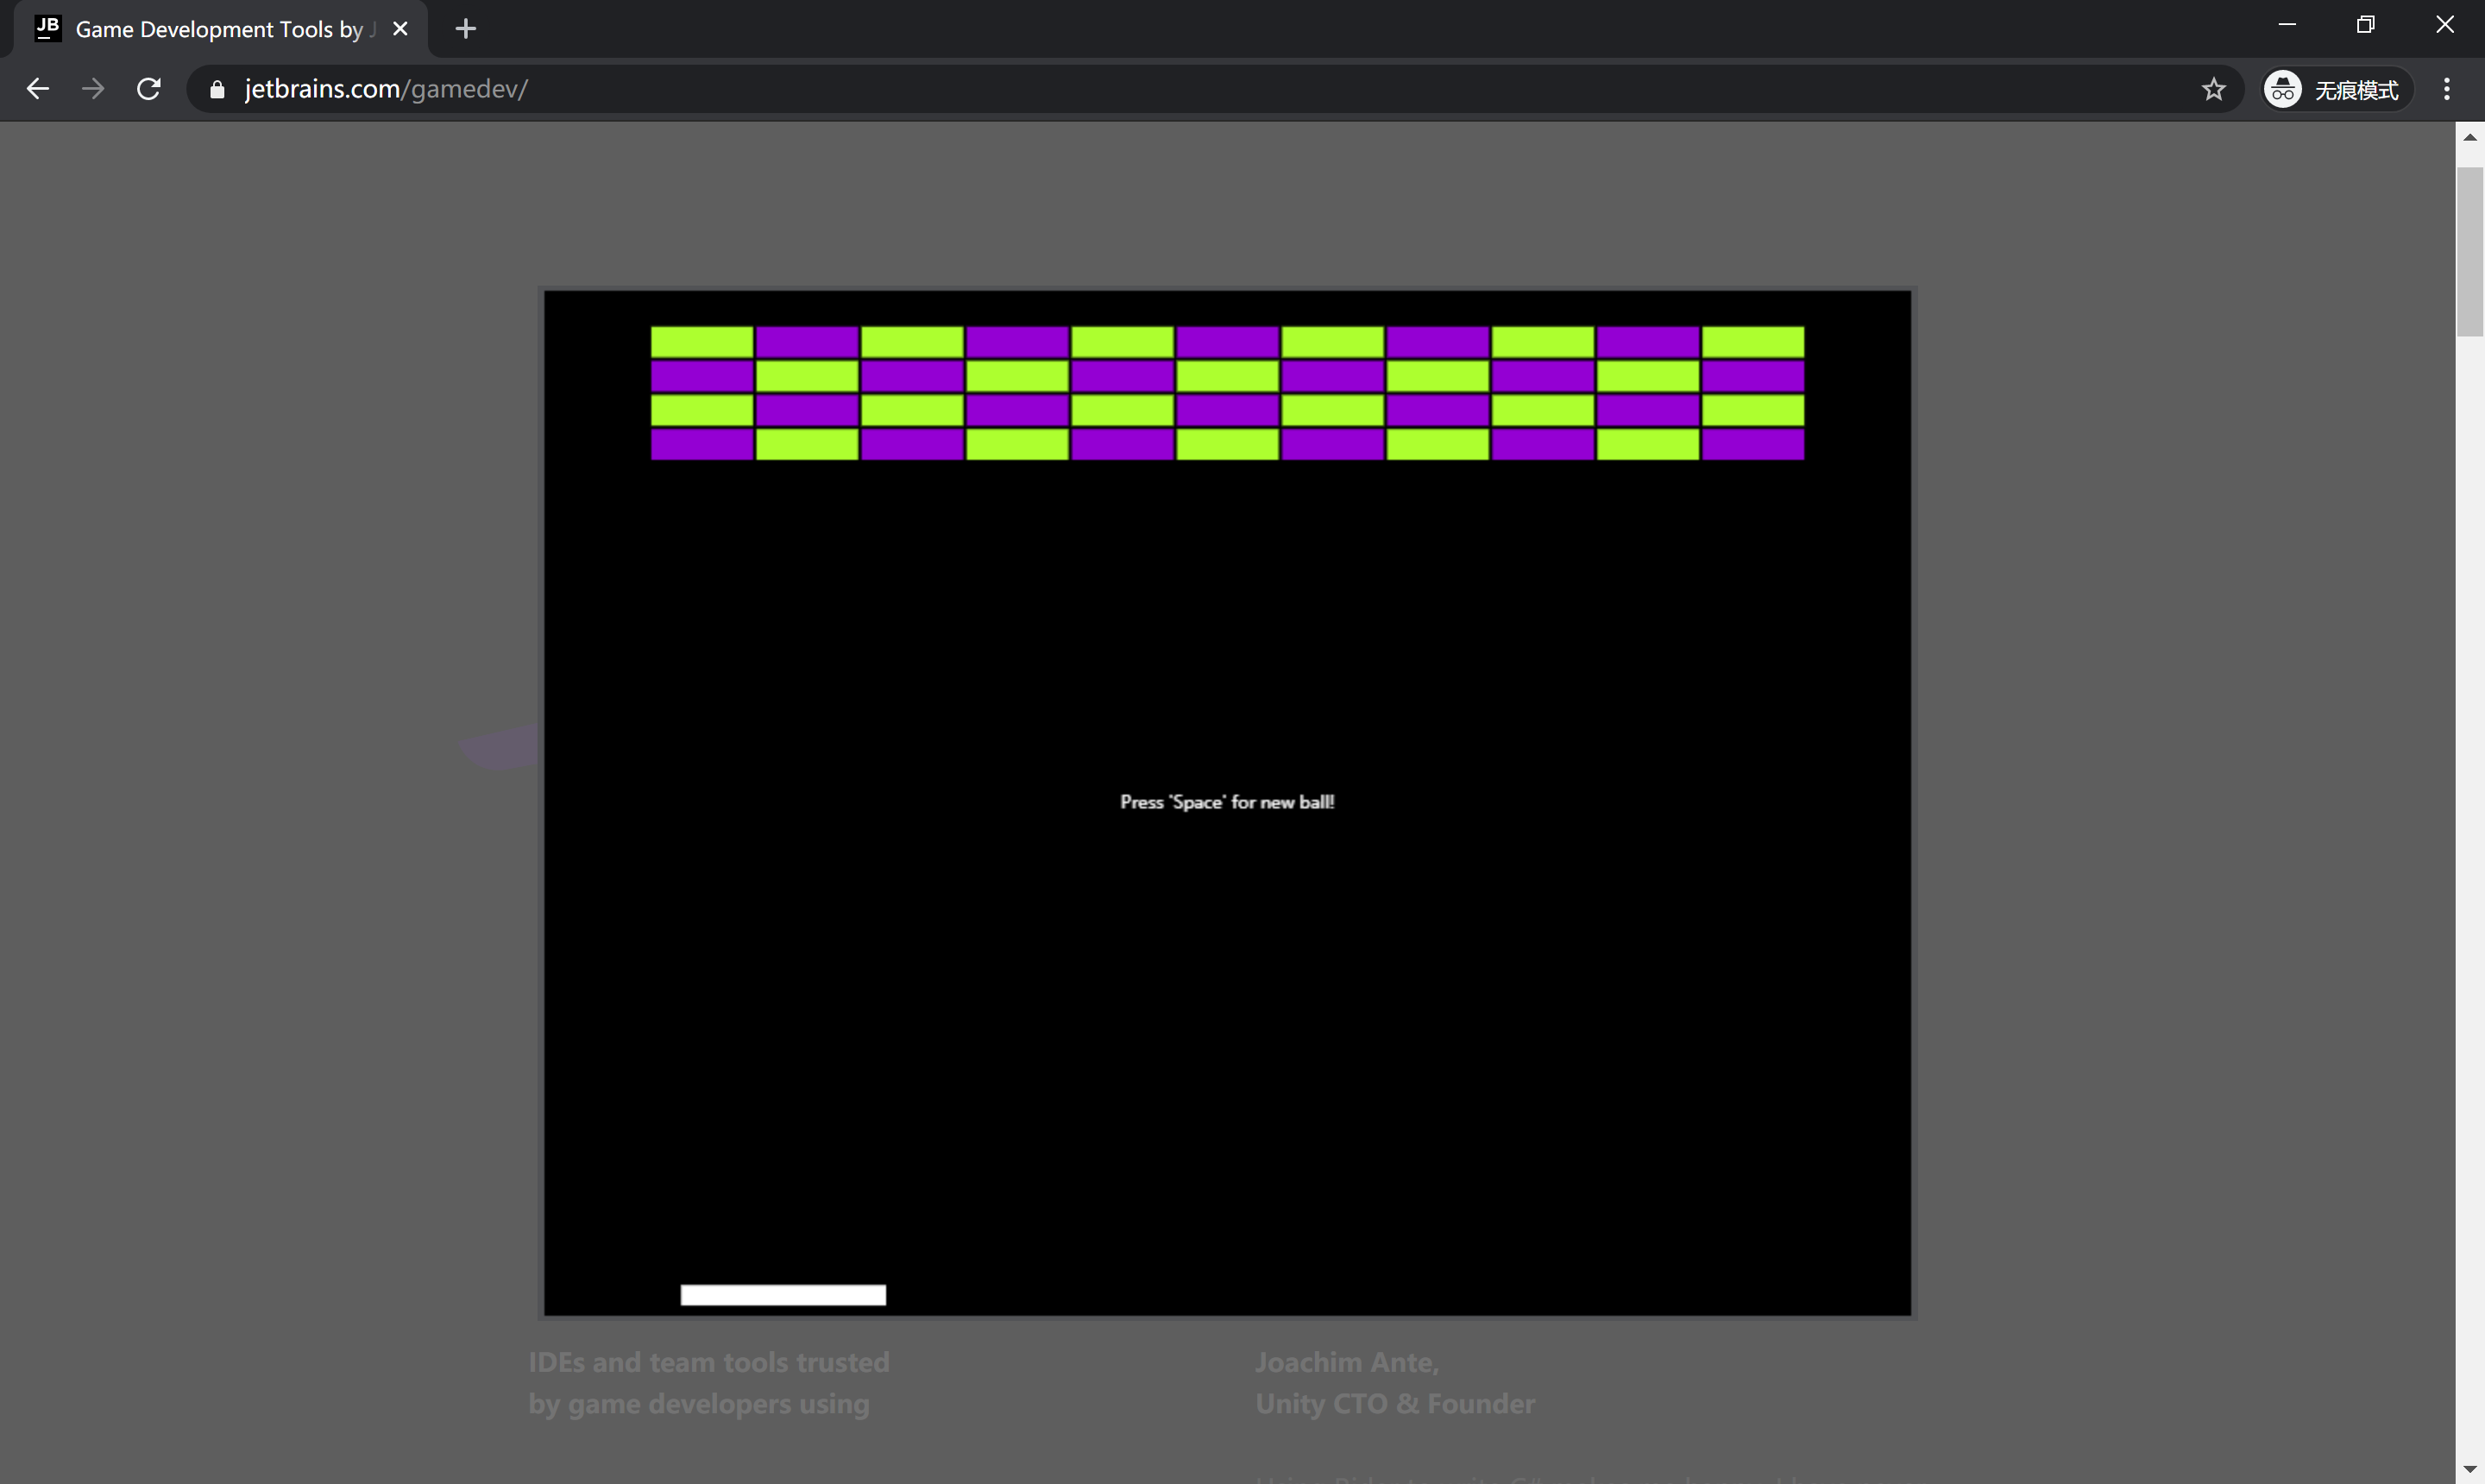 JB
Game Development Tools by J
jetbrains.com/gamedev/
无痕模式
Press 'Space' for new ball!
IDEs and team tools trusted
by game developers using
Joachim Ante,
Unity CTO & Founder